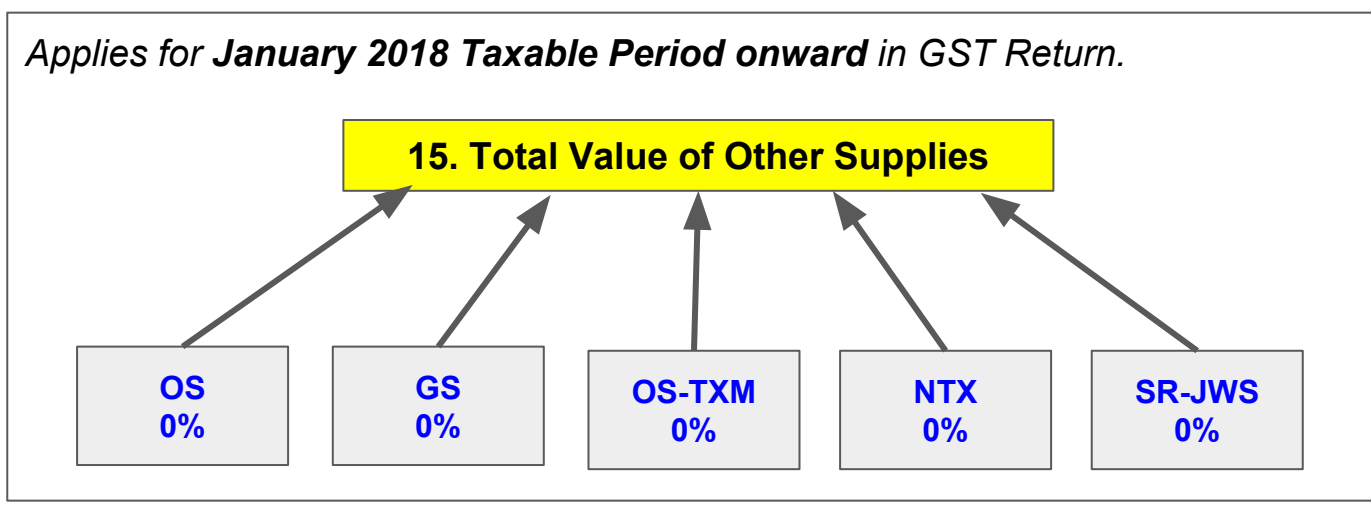 Applies for January 2018 Taxable Period onward in GST Return.
15. Total Value of Other Supplies
OS
0%
GS
0%
OS-TXM
0%
NTX
0%
SR-JWS
0%